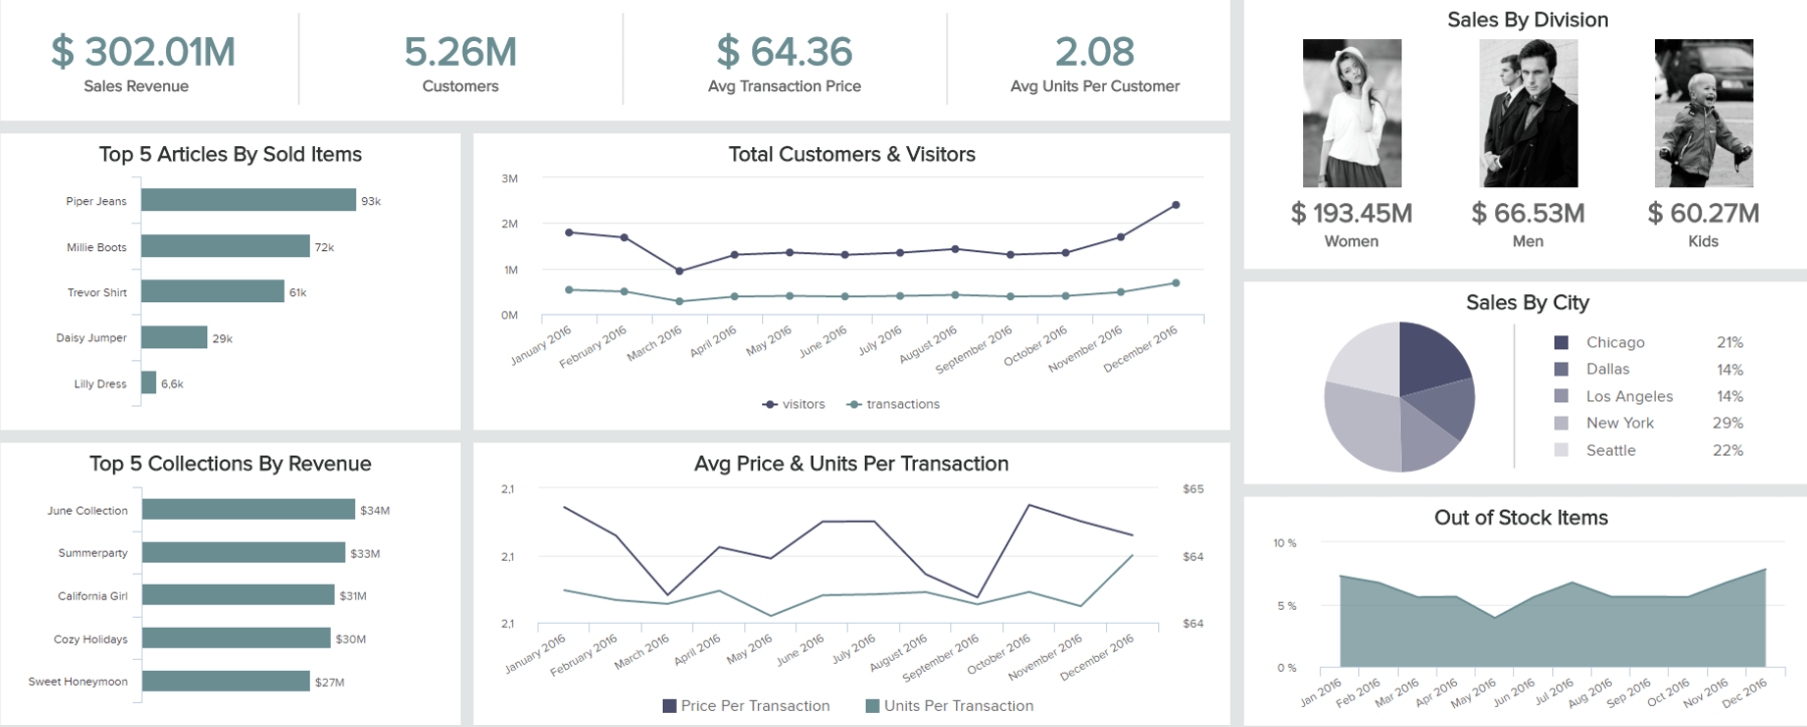 $ 302.01M
Sales Revenue
5.26M
Customers
$ 64.36
Avg Transaction Price
2.08
Avg Units Per Customer
Top 5 Articles By Sold Items
Piper Jeans 93k
Millie Boots 72k
Trevor Shirt 61k
Daisy Jumper 29k
Lilly Dress 6,6k
Total Customers & Visitors
3M
2M
1M
0M
January 2016
February 2016
March 2016
April 2016
May 2016
June 2016
July 2016
August 2016
September 2016
October 2016
November 2016
December 2016
visitors transactions
Top 5 Collections By Revenue
June Collection $34M
Summerparty $33M
California Girl $31M
Cozy Holidays $30M
Sweet Honeymoon $27M
Avg Price & Units Per Transaction
2,1 $65
2,1 $64
2,1 $64
January 2016
February 2016
March 2016
April 2016
May 2016
June 2016
July 2016
August 2016
September 2016
October 2016
November 2016
December 2016
Price Per Transaction Units Per Transaction
Sales By Division
$ 193.45M
Women
$ 66.53M
Men
$ 60.27M
Kids
Sales By City
Chicago 21%
Dallas 14%
Los Angeles 14%
New York 29%
Seattle 22%
Out of Stock Items
10 %
5 %
0 %
Jan 2016
Feb 2016
Mar 2016
Apr 2016
May 2016
Jun 2016
Jul 2016
Aug 2016
Sep 2016
Oct 2016
Nov 2016
Dec 2016